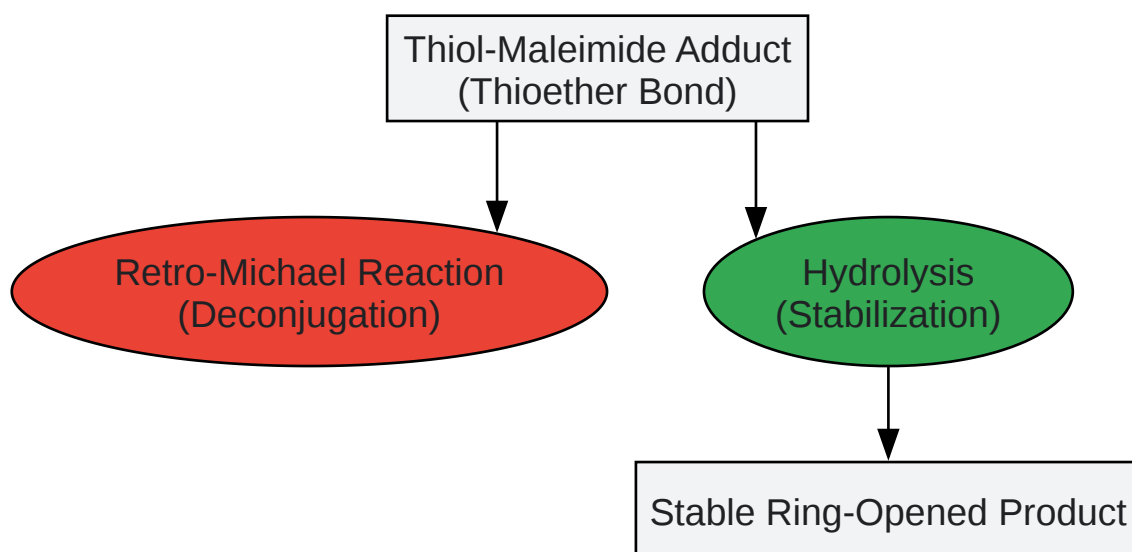 Thiol-Maleimide Adduct
(Thioether Bond)
Retro-Michael Reaction
(Deconjugation)
Hydrolysis
(Stabilization)
Stable Ring-Opened Product